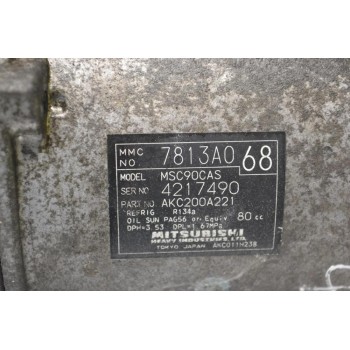 MMC NO 7813A0 68
MODEL MSC90CAS
SER NO 4217490
PART NO. AKC200A221
REFRIG R134a
OIL SUN PAG56 or Equiv 80 cc
DPH=3.53 DPL=1.67MPa
MITSUBISHI
HEAVY INDUSTRIES, LTD.
TOKYO JAPAN AKC011H238